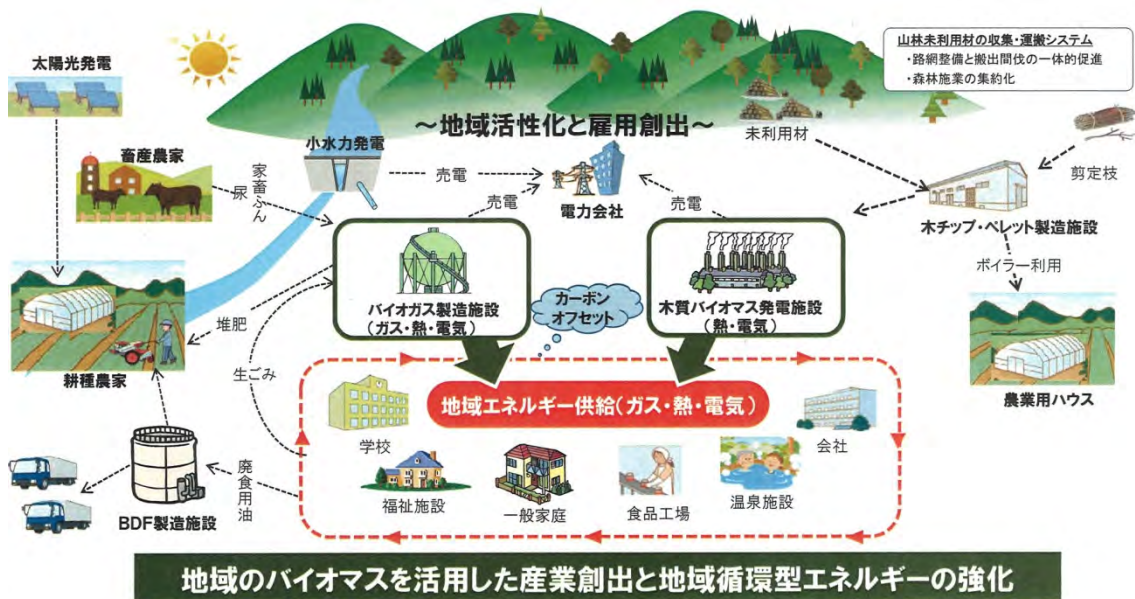 太陽光発電
山林未利用材の収集・運搬システム
・路網整備と搬出間伐の一体的促進
・森林施業の集約化
～地域活性化と雇用創出～
未利用材
小水力発電
畜産農家
家畜ふん
尿
売電
売電
電力会社
売電
剪定枝
木チップ・ペレット製造施設
ボイラー利用
バイオガス製造施設
(ガス・熱・電気)
カーボン
オフセット
木質バイオマス発電施設
(熱・電気)
堆肥
生ごみ
耕種農家
農業用ハウス
地域エネルギー供給(ガス・熱・電気)
学校
会社
福祉施設
一般家庭
食品工場
温泉施設
廃食用油
BDF製造施設
地域のバイオマスを活用した産業創出と地域循環型エネルギーの強化